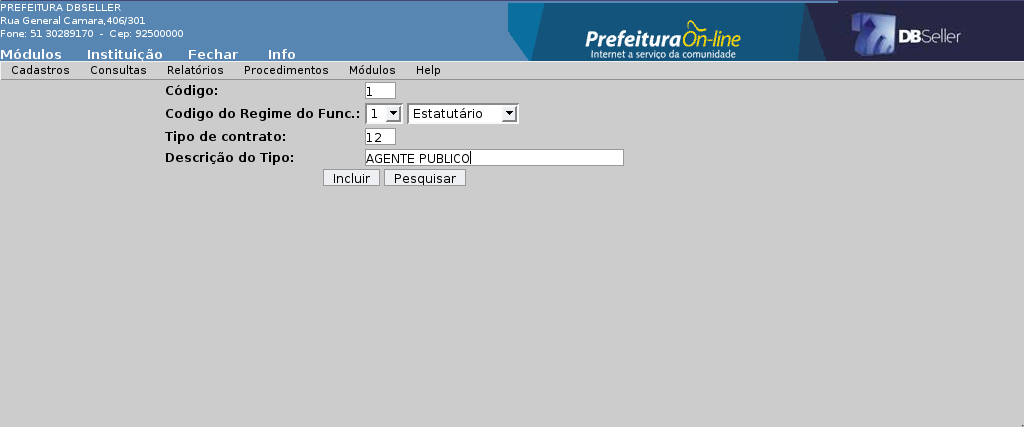 PREFEITURA DBSELLER
Rua General Camara,406/301
Fone: 51 30289170 - Cep: 92500000
Prefeitura On-line
Internet a serviço da comunidade
DBSeller
Módulos Instituição Fechar Info
Cadastros Consultas Relatórios Procedimentos Módulos Help
Código: 1
Codigo do Regime do Func.: 1 Estatutário
Tipo de contrato: 12
Descrição do Tipo: AGENTE PUBLICO
Incluir Pesquisar